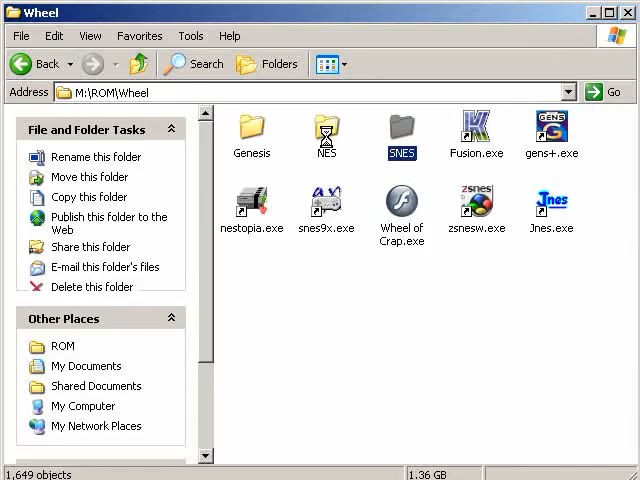 Wheel
File Edit View Favorites Tools Help
Back Search Folders
Address M:\ROM\Wheel Go
File and Folder Tasks
Rename this folder
Move this folder
Copy this folder
Publish this folder to the
Web
Share this folder
E-mail this folder's files
Delete this folder
Other Places
ROM
My Documents
Shared Documents
My Computer
My Network Places
Genesis NES SNES Fusion.exe gens+.exe
nestopia.exe snes9x.exe Wheel of
Crap.exe zsnesw.exe Jnes.exe
1,649 objects 1.36 GB